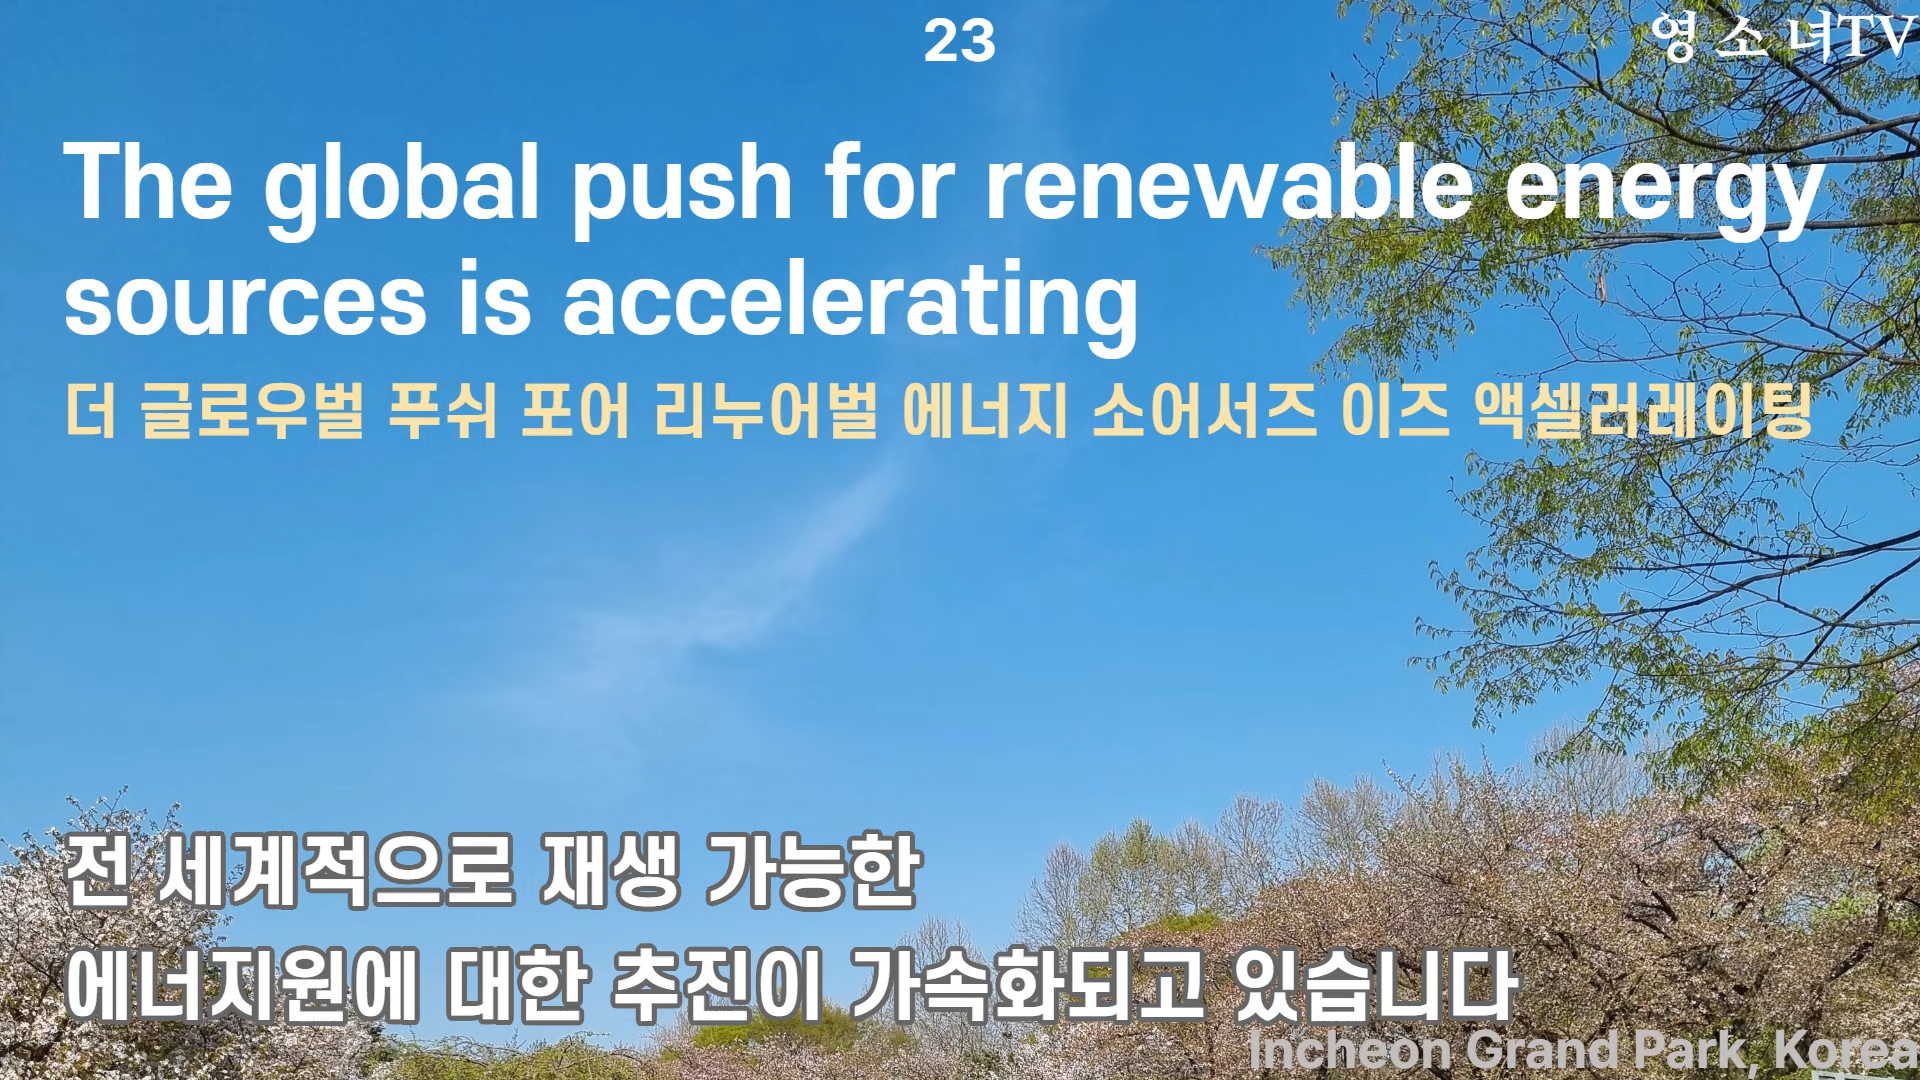 23
영 소 녀TV
The global push for renewable energy
sources is accelerating
더 글로우벌 푸쉬 포어 리누어벌 에너지 소어서즈 이즈 액셀러레이팅
전 세계적으로 재생 가능한
에너지원에 대한 추진이 가속화되고 있습니다
Incheon Grand Park, Korea